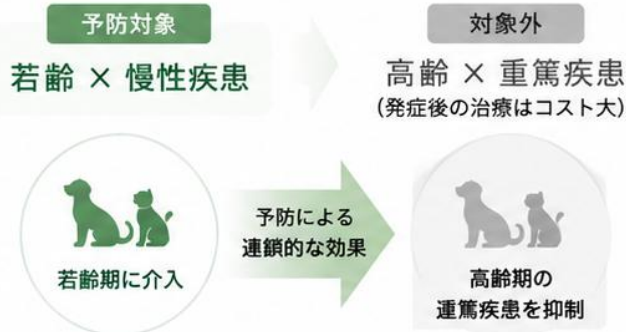 予防対象
若齢 × 慢性疾患
対象外
高齢 × 重篤疾患
(発症後の治療はコスト大)
若齢期に介入
予防による
連鎖的な効果
高齢期の
疾患を抑制